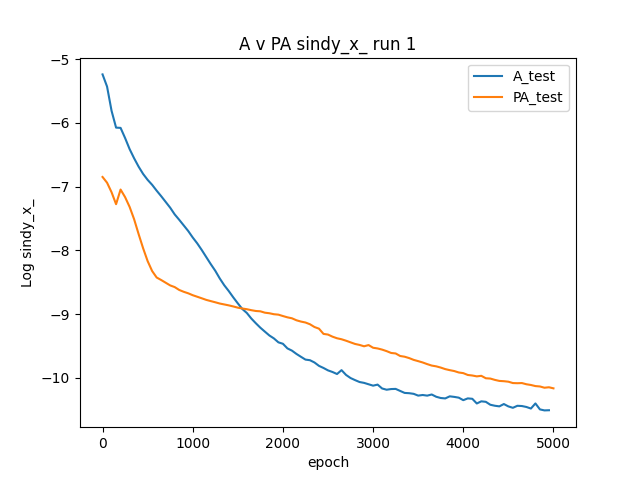 A v PA sindy_x_ run 1
A_test
PA_test
Log sindy_x_
−5
−6
−7
−8
−9
−10
0
1000
2000
3000
4000
5000
epoch